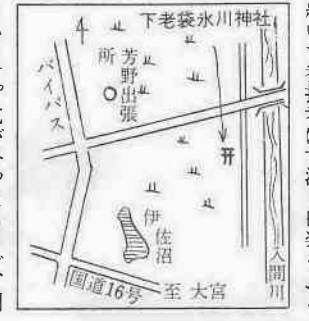 下老袋氷川神社
芳野出張
所
バイパス
伊佐沼
入間川
国道16号
至 大宮